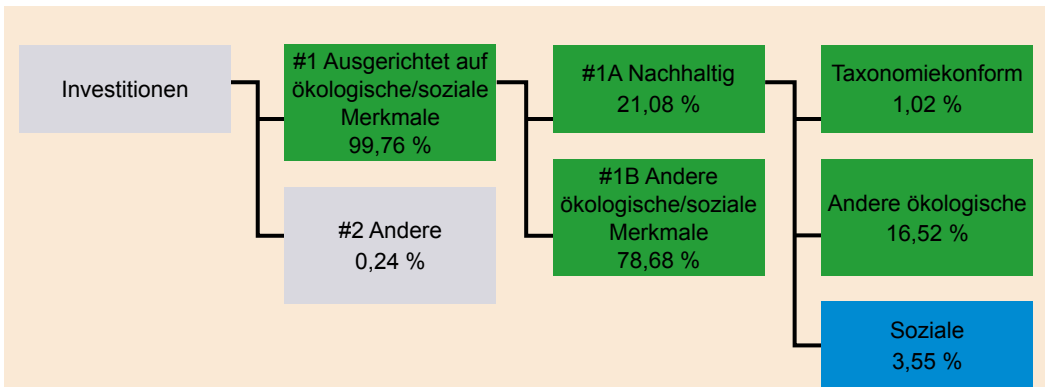 Investitionen
#1 Ausgerichtet auf
ökologische/soziale
Merkmale
99,76 %
#2 Andere
0,24 %
#1A Nachhaltig
21,08 %
#1B Andere
ökologische/soziale
Merkmale
78,68 %
Taxonomiekonform
1,02 %
Andere ökologische
16,52 %
Soziale
3,55 %